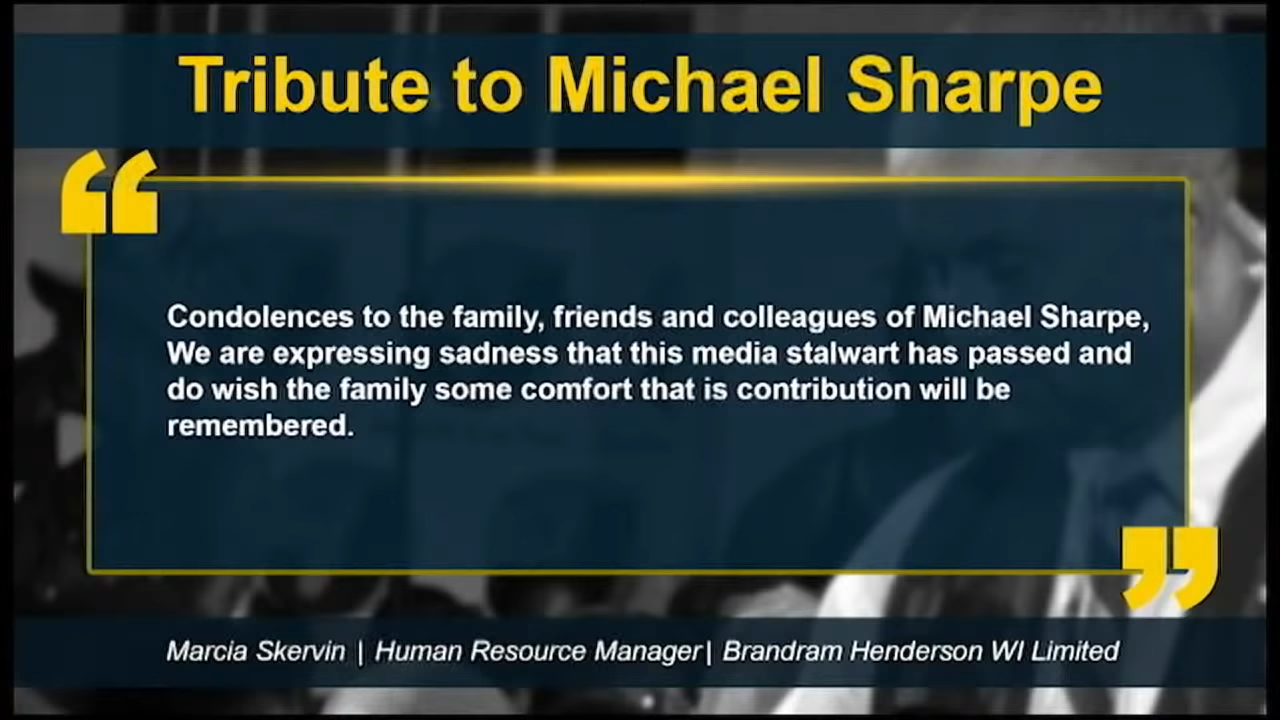 Tribute to Michael Sharpe
“
Condolences to the family, friends and colleagues of Michael Sharpe,
We are expressing sadness that this media stalwart has passed and
do wish the family some comfort that is contribution will be
remembered.
”
Marcia Skervin | Human Resource Manager| Brandram Henderson WI Limited